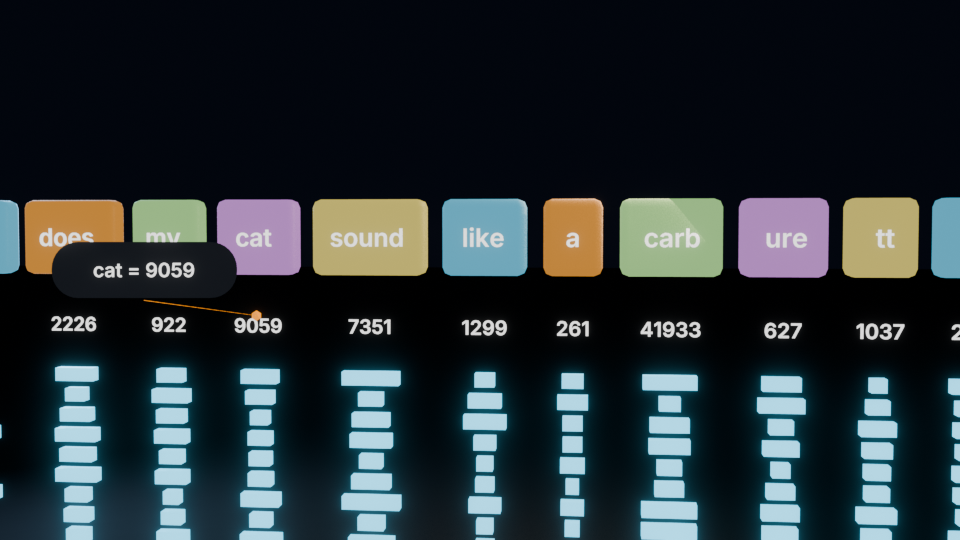 does my cat sound like a carb ure tt
cat = 9059
2226 922 9059 7351 1299 261 41933 627 1037